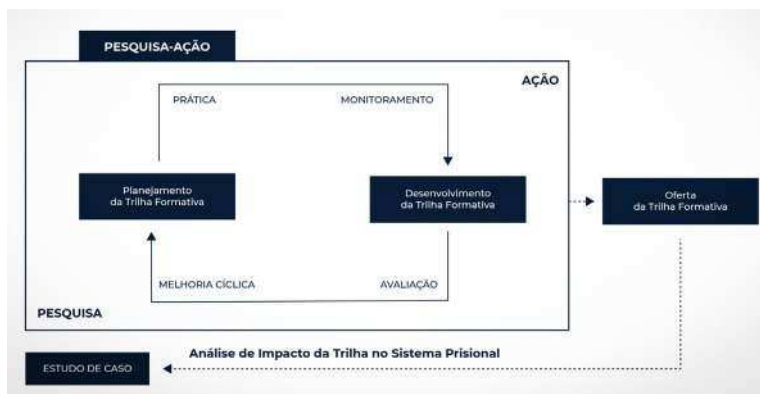 PESQUISA-AÇÃO
AÇÃO
PRÁTICA
MONITORAMENTO
Planejamento
da Trilha Formativa
Desenvolvimento
da Trilha Formativa
Oferta
da Trilha Formativa
MELHORIA CÍCLICA
AVALIAÇÃO
PESQUISA
Análise de Impacto da Trilha no Sistema Prisional
ESTUDO DE CASO